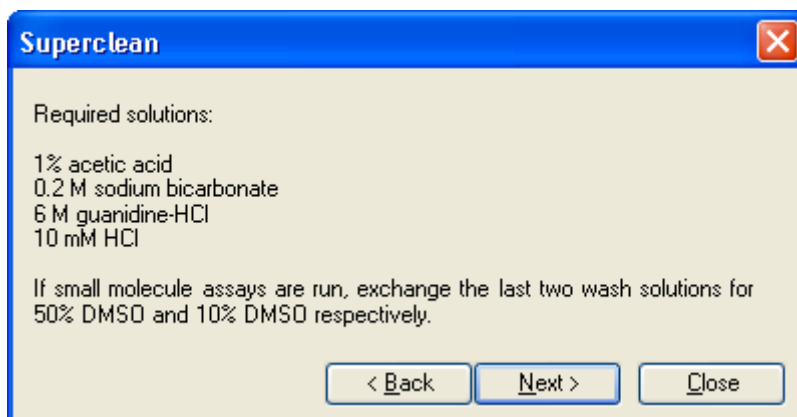 Superclean
Required solutions:
1% acetic acid
0.2 M sodium bicarbonate
6 M guanidine-HCl
10 mM HCl
If small molecule assays are run, exchange the last two wash solutions for
50% DMSO and 10% DMSO respectively.
< Back
Next >
Close